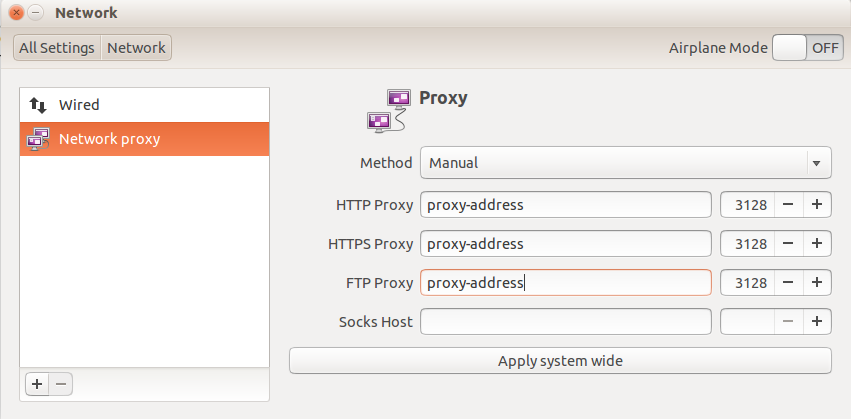 Network
All Settings Network Airplane Mode OFF
Wired
Network proxy
Proxy
Method Manual
HTTP Proxy proxy-address 3128 − +
HTTPS Proxy proxy-address 3128 − +
FTP Proxy proxy-address 3128 − +
Socks Host − +
Apply system wide
+ −